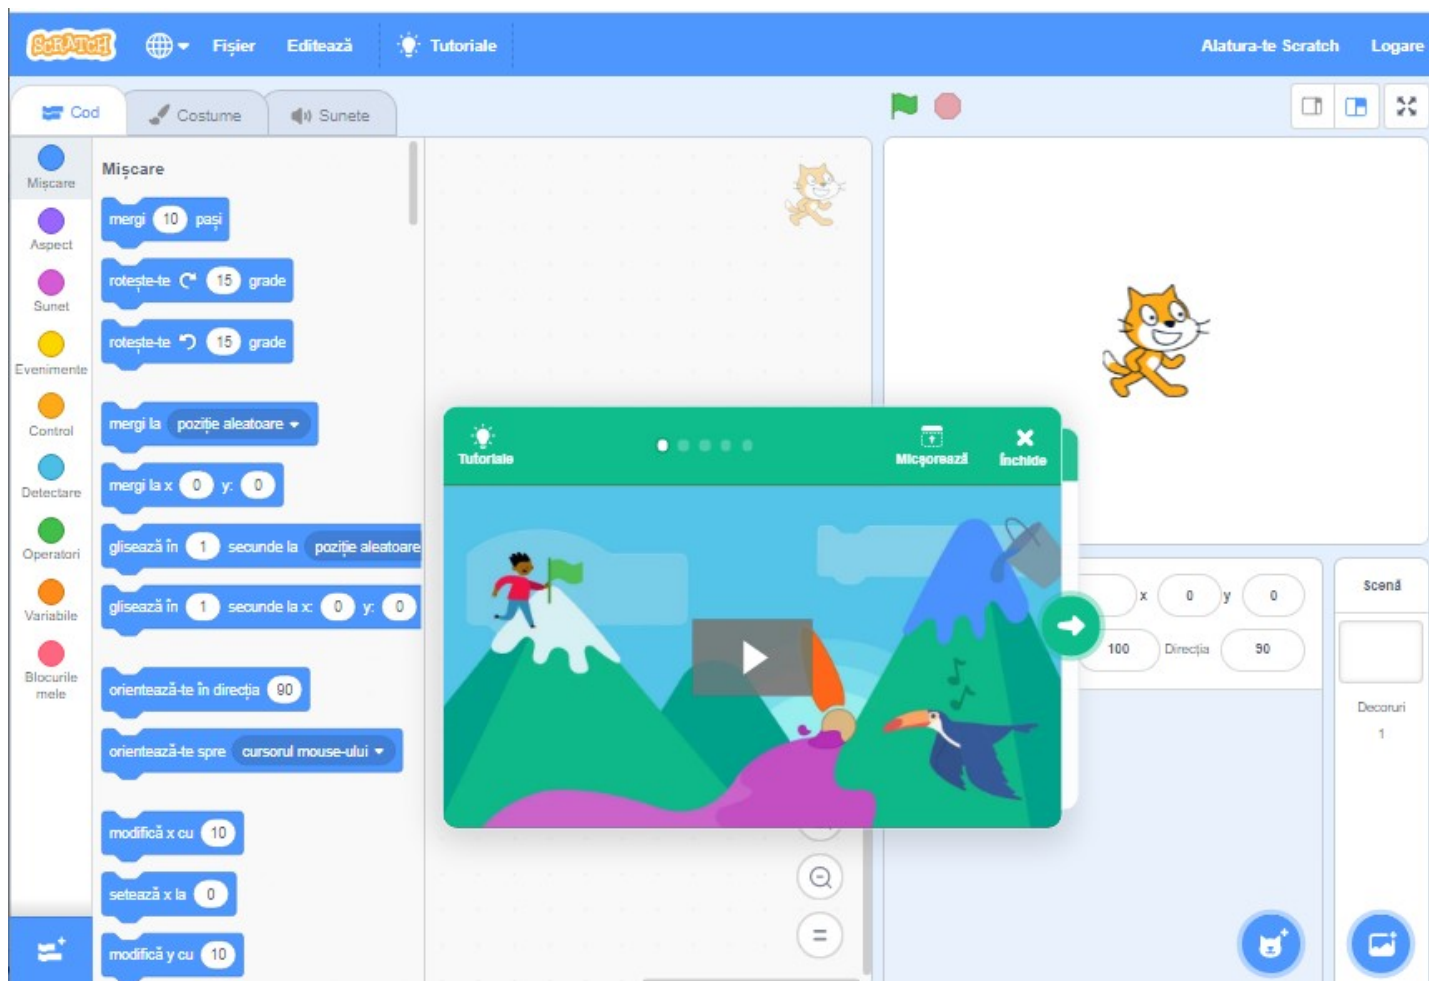 SCRATCH
Fișier
Editează
Tutoriale
Alatura-te Scratch
Logare
Cod
Costume
Sunete
Mișcare
Aspect
Sunet
Evenimente
Control
Detectare
Operatori
Variabile
Blocurile
mele
Mișcare
mergi 10 pași
rotește-te 15 grade
rotește-te 15 grade
mergi la poziție aleatoare
mergi la x 0 y: 0
glisează în 1 secunde la poziție aleatoare
glisează în 1 secunde la x: 0 y: 0
orientează-te în direcția 90
orientează-te spre cursorul mouse-ului
modifică x cu 10
setează x la 0
modifică y cu 10
Tutoriale
Micșorează
Închide
x 0 y 0
100 Direcția 90
Scenă
Decoruri
1